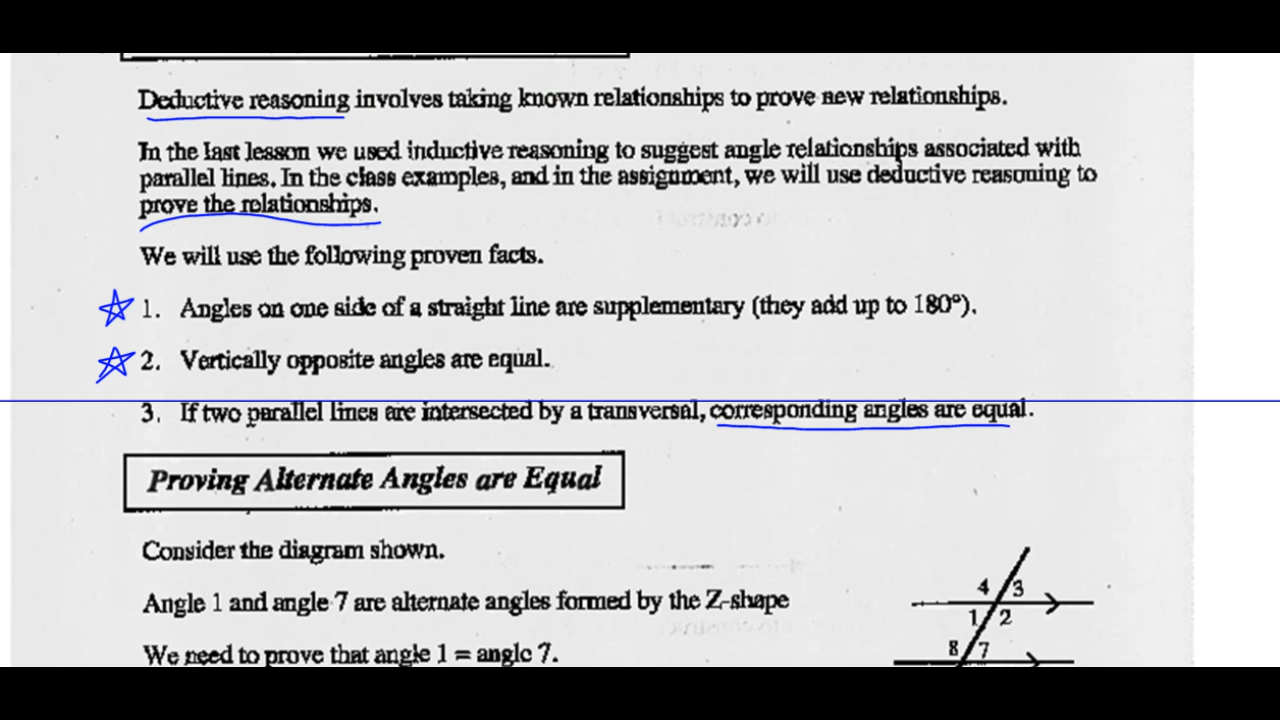 Deductive reasoning involves taking known relationships to prove new relationships.
In the last lesson we used inductive reasoning to suggest angle relationships associated with
parallel lines. In the class examples, and in the assignment, we will use deductive reasoning to
prove the relationships.
We will use the following proven facts.
1. Angles on one side of a straight line are supplementary (they add up to 180°).
2. Vertically opposite angles are equal.
3. If two parallel lines are intersected by a transversal, corresponding angles are equal.
Proving Alternate Angles are Equal
Consider the diagram shown.
Angle 1 and angle 7 are alternate angles formed by the Z-shape
We need to prove that angle 1 = angle 7.
4 3
1 2
8 7